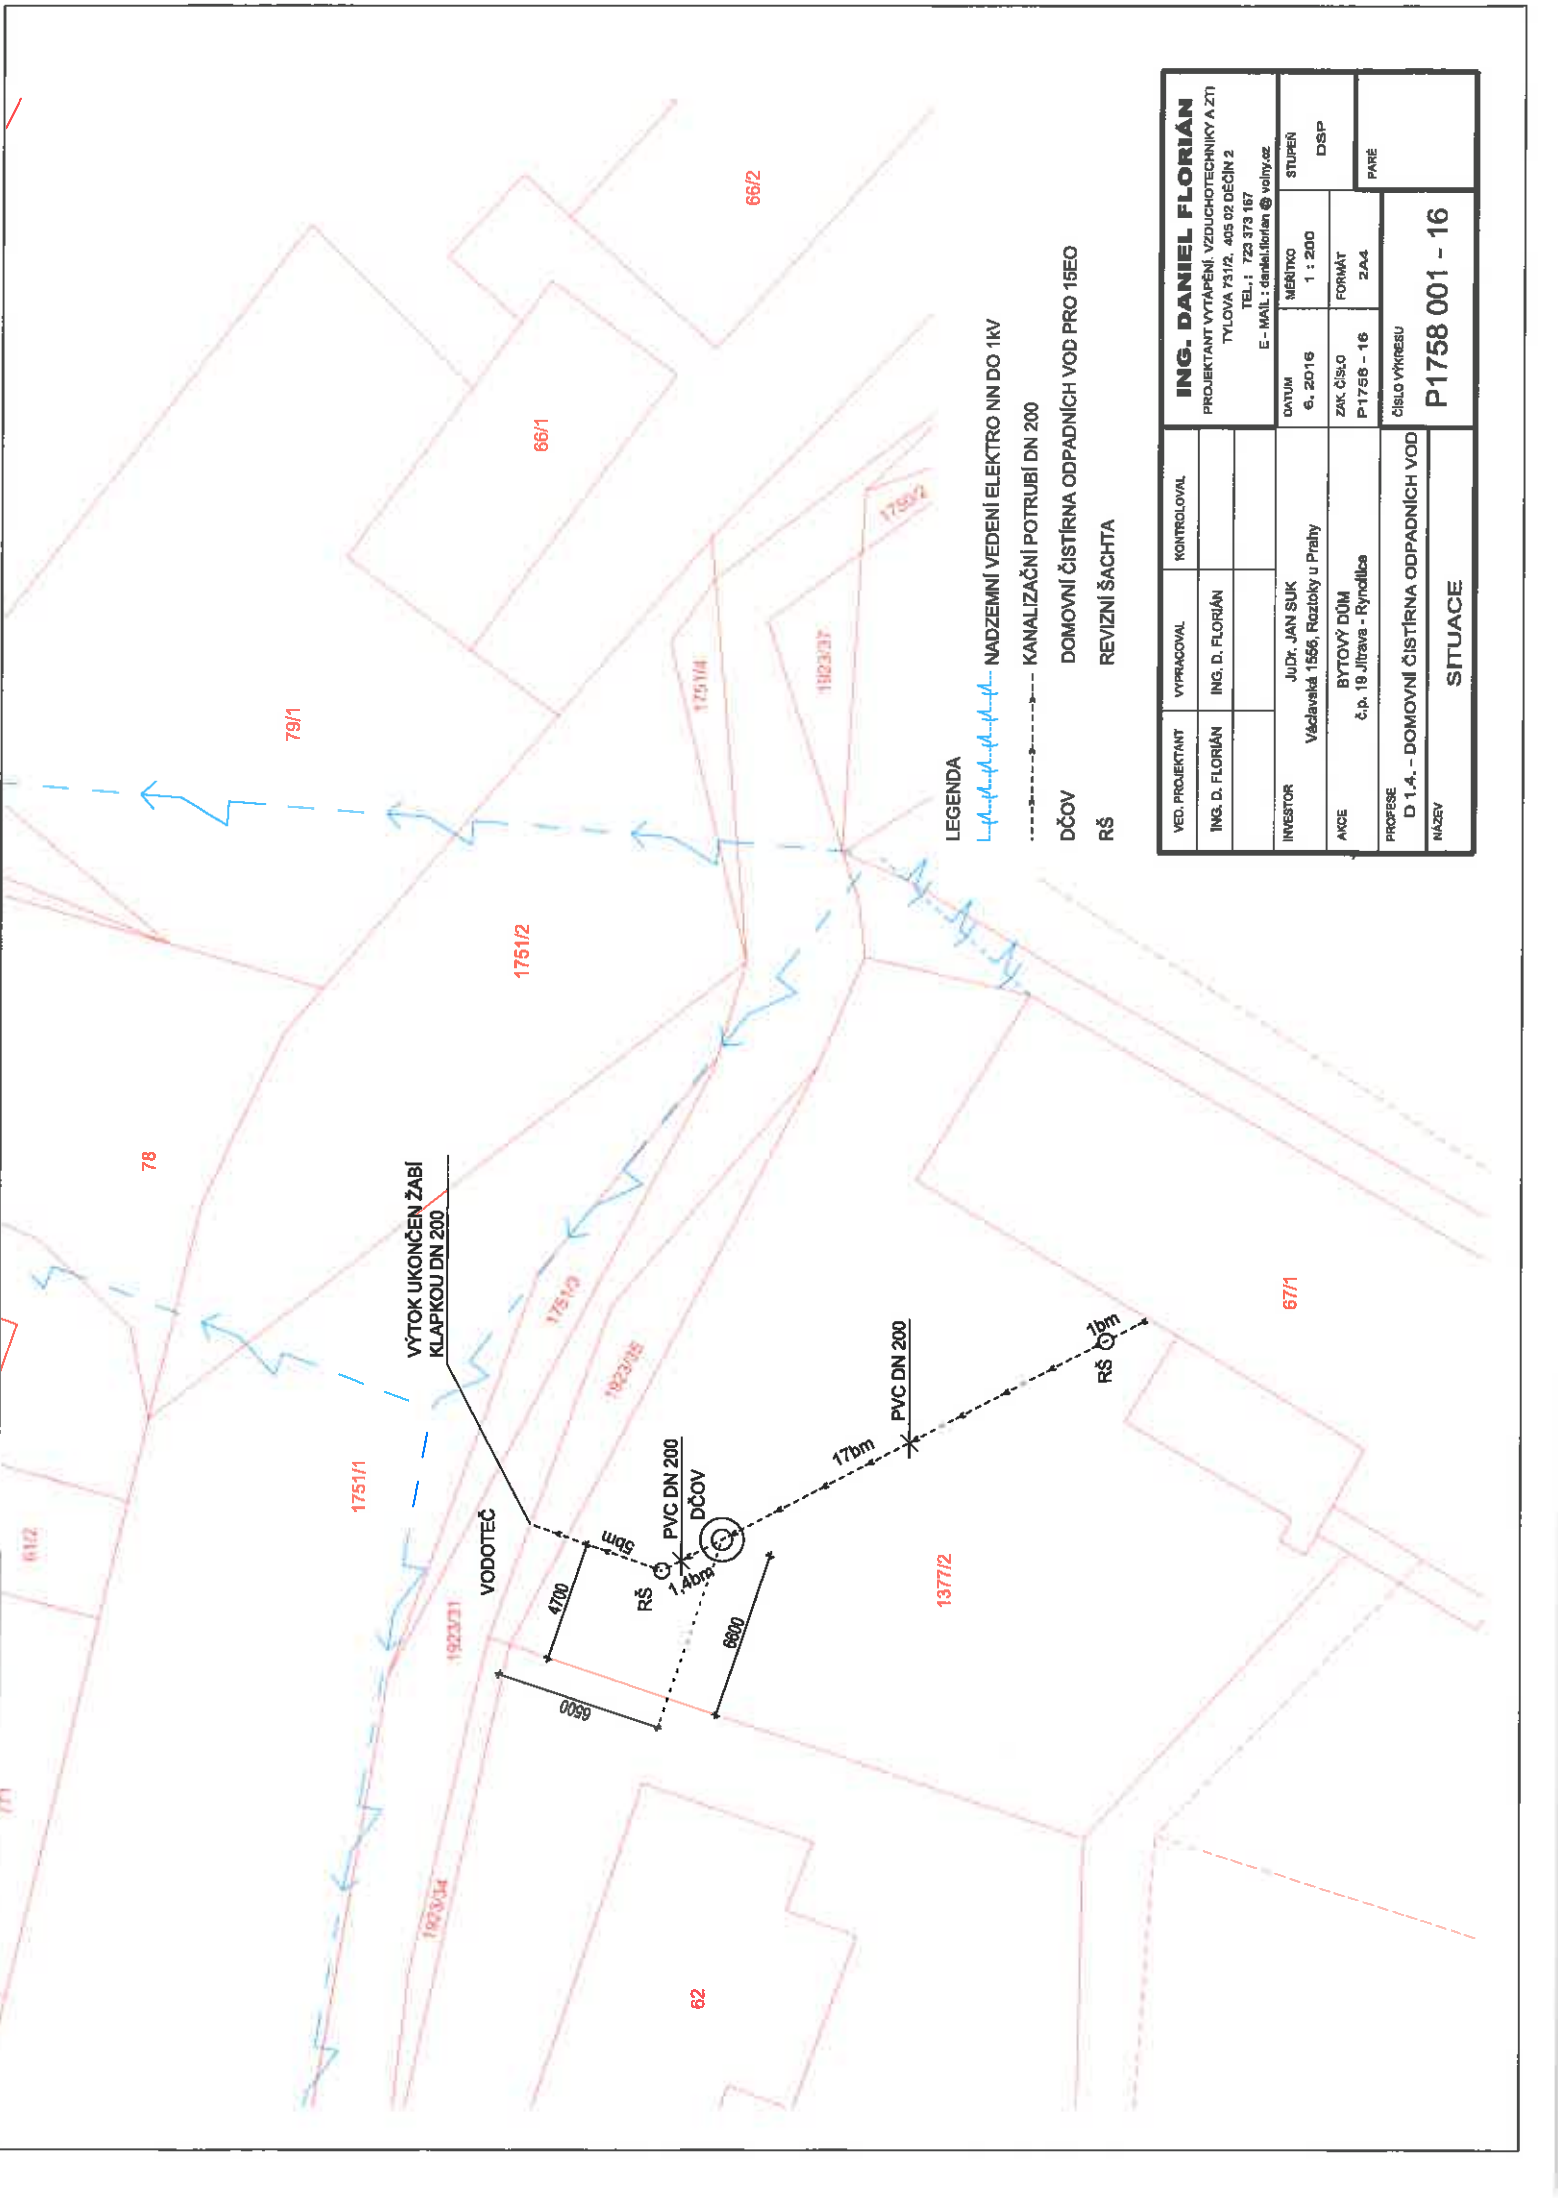 79/1
66/1
66/2
78
1751/2
1751/4
1923/37
1750/2
61/2
1751/1
1751/3
1923/35
1923/31
1923/34
62
1377/2
67/1
VÝTOK UKONČEN ŽABÍ
KLAPKOU DN 200
VODOTEČ
5bm
4700
RŠ
1,4bm
PVC DN 200
DČOV
6500
6600
17bm
PVC DN 200
RŠ
1bm
LEGENDA
NADZEMNÍ VEDENÍ ELEKTRO NN DO 1kV
KANALIZAČNÍ POTRUBÍ DN 200
DČOV DOMOVNÍ ČISTÍRNA ODPADNÍCH VOD PRO 15EO
RŠ REVIZNÍ ŠACHTA
VED. PROJEKTANT VYPRACOVAL KONTROLOVAL
ING. D. FLORIÁN ING. D. FLORIÁN
ING. DANIEL FLORIÁN
PROJEKTANT VYTÁPĚNÍ, VZDUCHOTECHNIKY A ZTI
TYLOVA 731/2, 405 02 DĚČÍN 2
TEL.: 723 373 167
E - MAIL : daniel.florian @ volny.cz
INVESTOR JuDr. JAN SUK
Václavská 1556, Roztoky u Prahy
AKCE BYTOVÝ DŮM
č.p. 19 Jítrava - Rynoltice
PROFESE
D 1.4. - DOMOVNÍ ČISTÍRNA ODPADNÍCH VOD
NÁZEV
SITUACE
DATUM
6. 2016
MĚŘÍTKO
1 : 200
STUPEŇ
DSP
ZAK. ČÍSLO
P1758 - 16
FORMÁT
2A4
PARÉ
ČÍSLO VÝKRESU
P1758 001 - 16